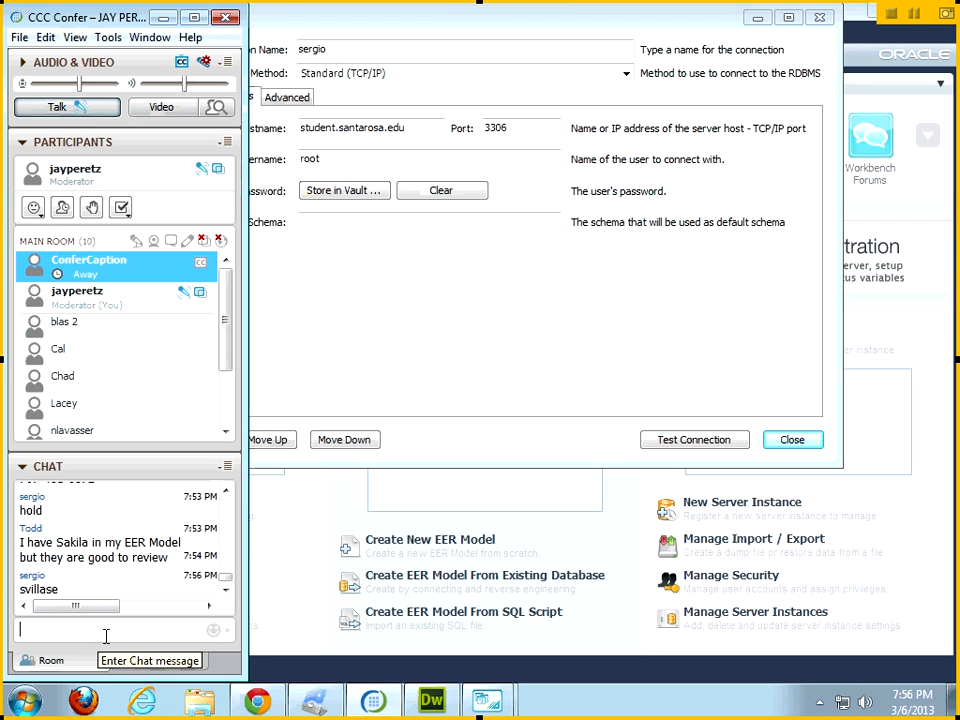 CCC Confer – JAY PER...
File Edit View Tools Window Help
AUDIO & VIDEO
Talk
Video
PARTICIPANTS
jayperetz
Moderator
MAIN ROOM (10)
ConferCaption
Away
jayperetz
Moderator (You)
blas 2
Cal
Chad
Lacey
nlavasser
CHAT
sergio 7:53 PM
hold
Todd 7:53 PM
I have Sakila in my EER Model
but they are good to review 7:54 PM
sergio 7:56 PM
svillase
Room
Enter Chat message
on Name: sergio Type a name for the connection
Method: Standard (TCP/IP) Method to use to connect to the RDBMS
s Advanced
stname: student.santarosa.edu Port: 3306 Name or IP address of the server host - TCP/IP port
ername: root Name of the user to connect with.
ssword: Store in Vault ... Clear The user's password.
Schema: The schema that will be used as default schema
Move Up Move Down Test Connection Close
ORACLE
Workbench
Forums
tration
erver, setup
tus variables
er instance
Create New EER Model
Create a new EER Model from scratch.
Create EER Model From Existing Database
Create by connecting and reverse engineering
Create EER Model From SQL Script
Import an existing SQL file.
New Server Instance
Register a new server instance to manage
Manage Import / Export
Create a dump file or restore data from a file
Manage Security
Manage user accounts and assign privileges
Manage Server Instances
Add, delete and update server instance settings.
Dw
7:56 PM
3/6/2013